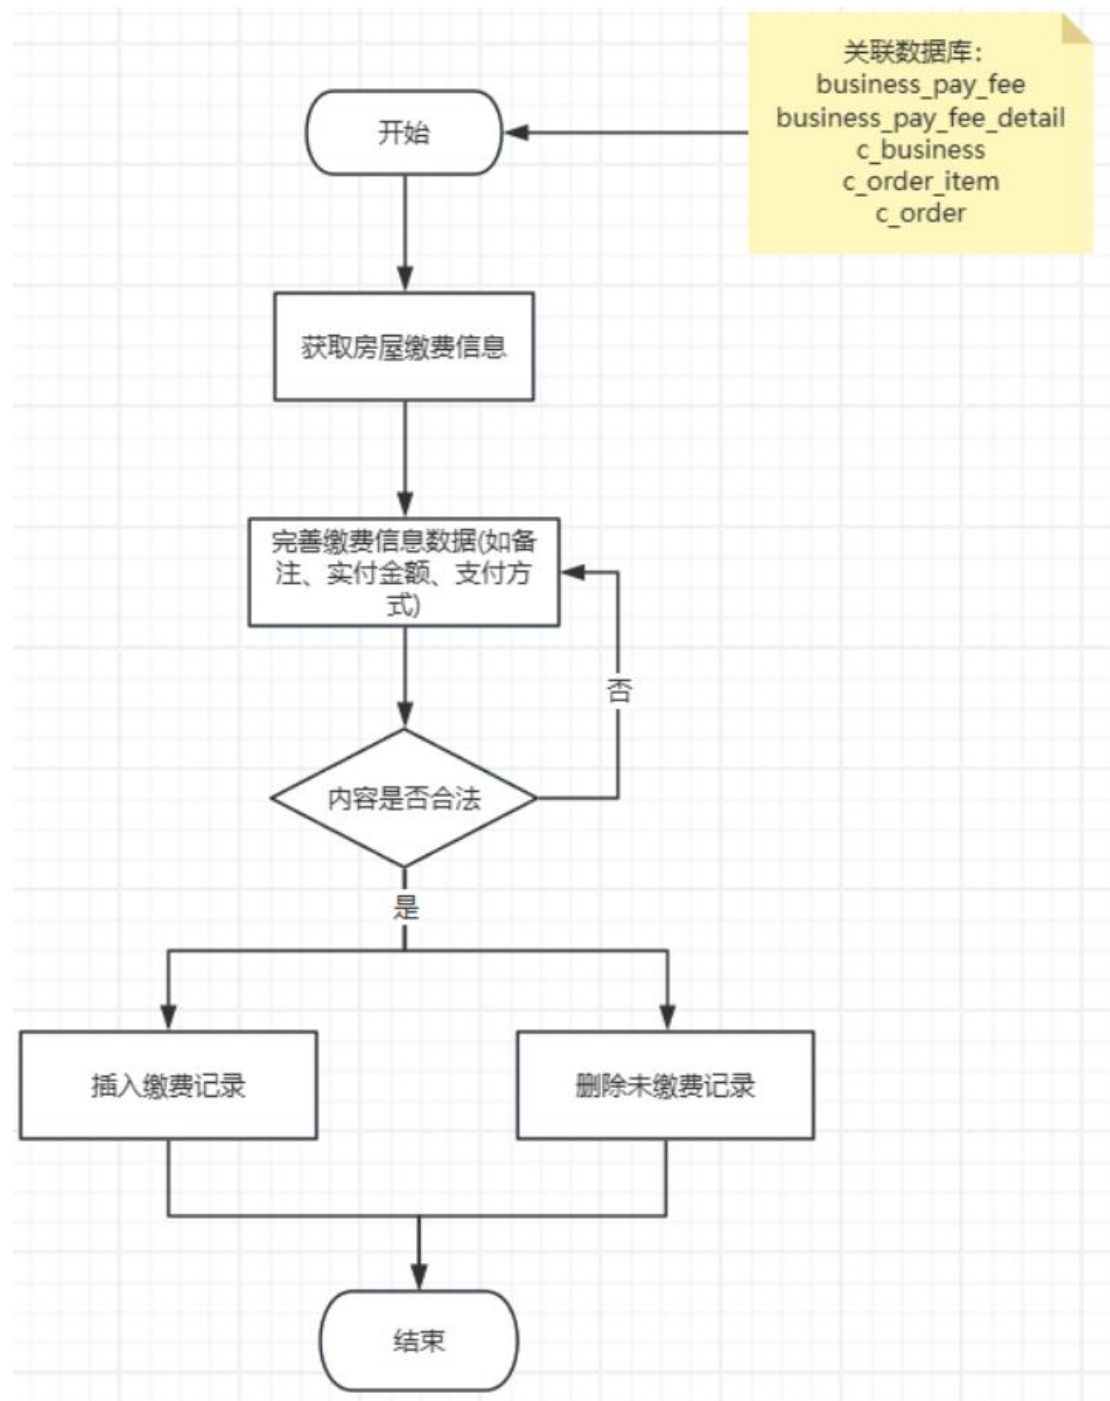 关联数据库：
business_pay_fee
business_pay_fee_detail
c_business
c_order_item
c_order
开始
获取房屋缴费信息
完善缴费信息数据(如备
注、实付金额、支付方
式)
否
内容是否合法
是
插入缴费记录
删除未缴费记录
结束